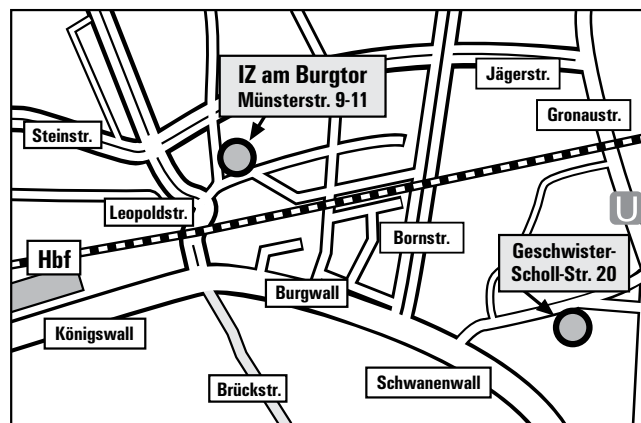 IZ am Burgtor
Münsterstr. 9-11
Jägerstr.
Gronaustr.
Steinstr.
Leopoldstr.
U
Bornstr.
Hbf
Geschwister-
Scholl-Str. 20
Burgwall
Königswall
Brückstr.
Schwanenwall